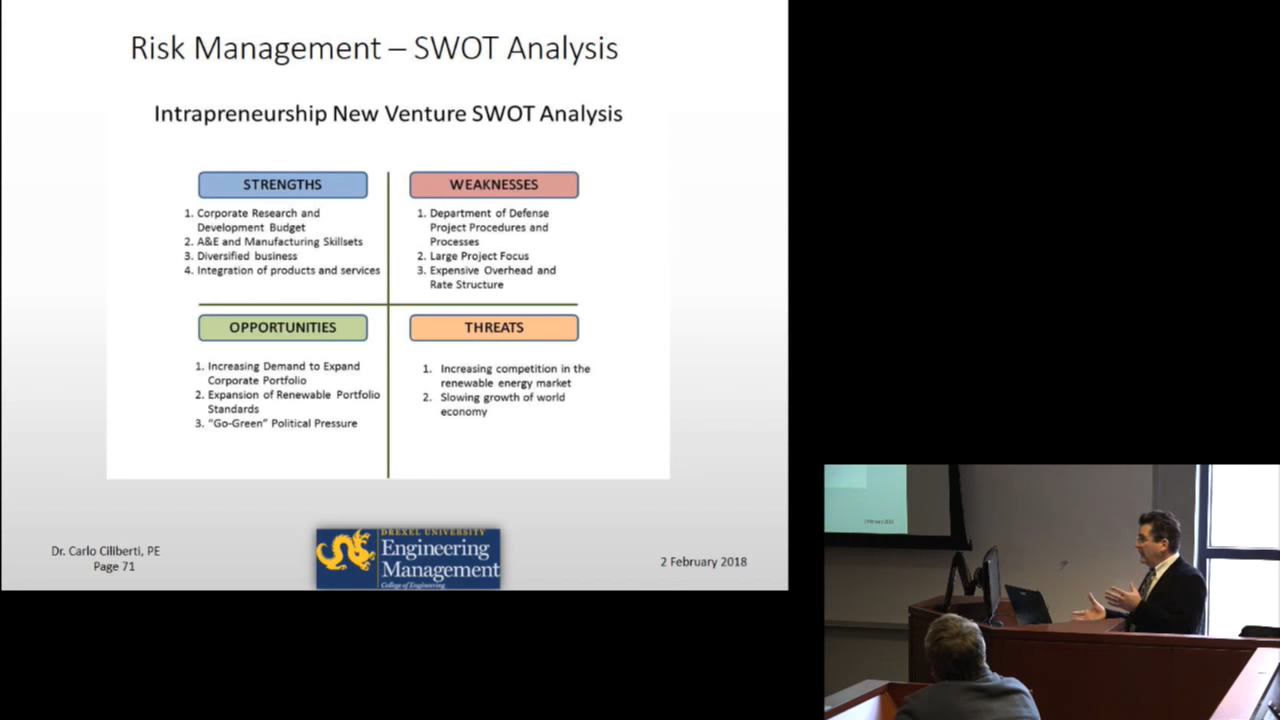 Risk Management – SWOT Analysis
Intrapreneurship New Venture SWOT Analysis
STRENGTHS
1. Corporate Research and
Development Budget
2. A&E and Manufacturing Skillsets
3. Diversified business
4. Integration of products and services
WEAKNESSES
1. Department of Defense
Project Procedures and
Processes
2. Large Project Focus
3. Expensive Overhead and
Rate Structure
OPPORTUNITIES
1. Increasing Demand to Expand
Corporate Portfolio
2. Expansion of Renewable Portfolio
Standards
3. “Go-Green” Political Pressure
THREATS
1. Increasing competition in the
renewable energy market
2. Slowing growth of world
economy
Dr. Carlo Ciliberti, PE
Page 71
DREXEL UNIVERSITY
Engineering
Management
College of Engineering
2 February 2018